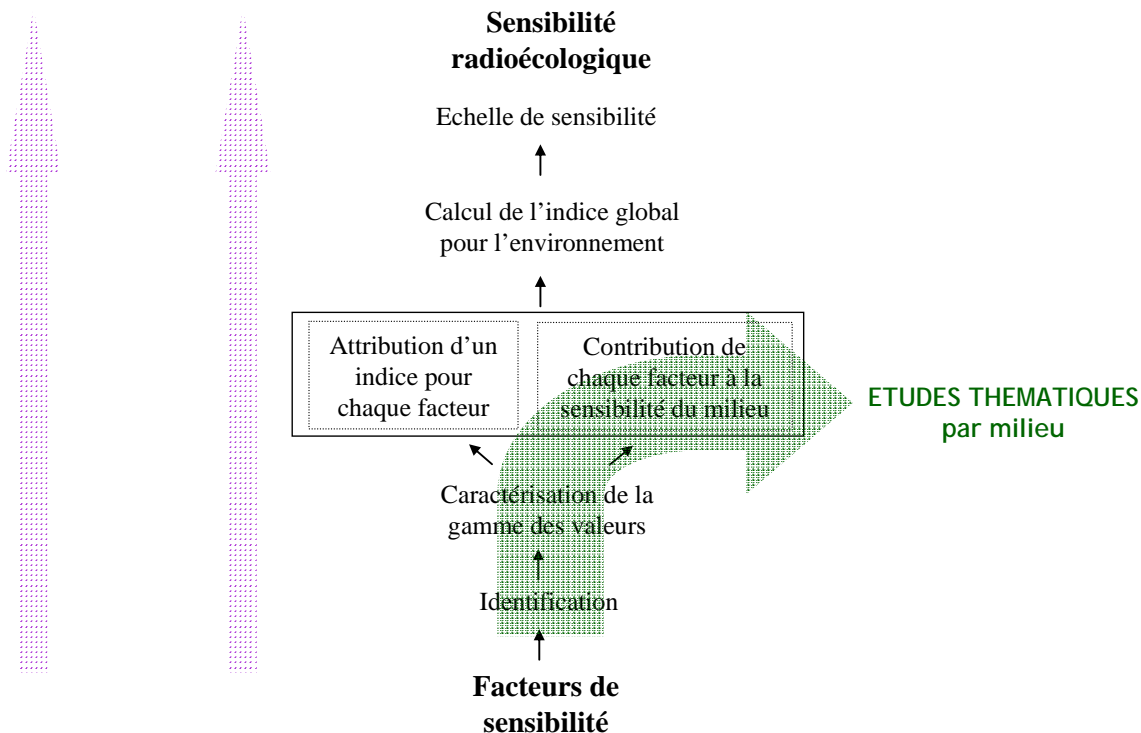 Sensibilité
radioécologique
Echelle de sensibilité
Calcul de l’indice global
pour l’environnement
Attribution d’un
indice pour
chaque facteur
Contribution de
chaque facteur à la
sensibilité du milieu
ETUDES THEMATIQUES
par milieu
Caractérisation de la
gamme des valeurs
Identification
Facteurs de
sensibilité